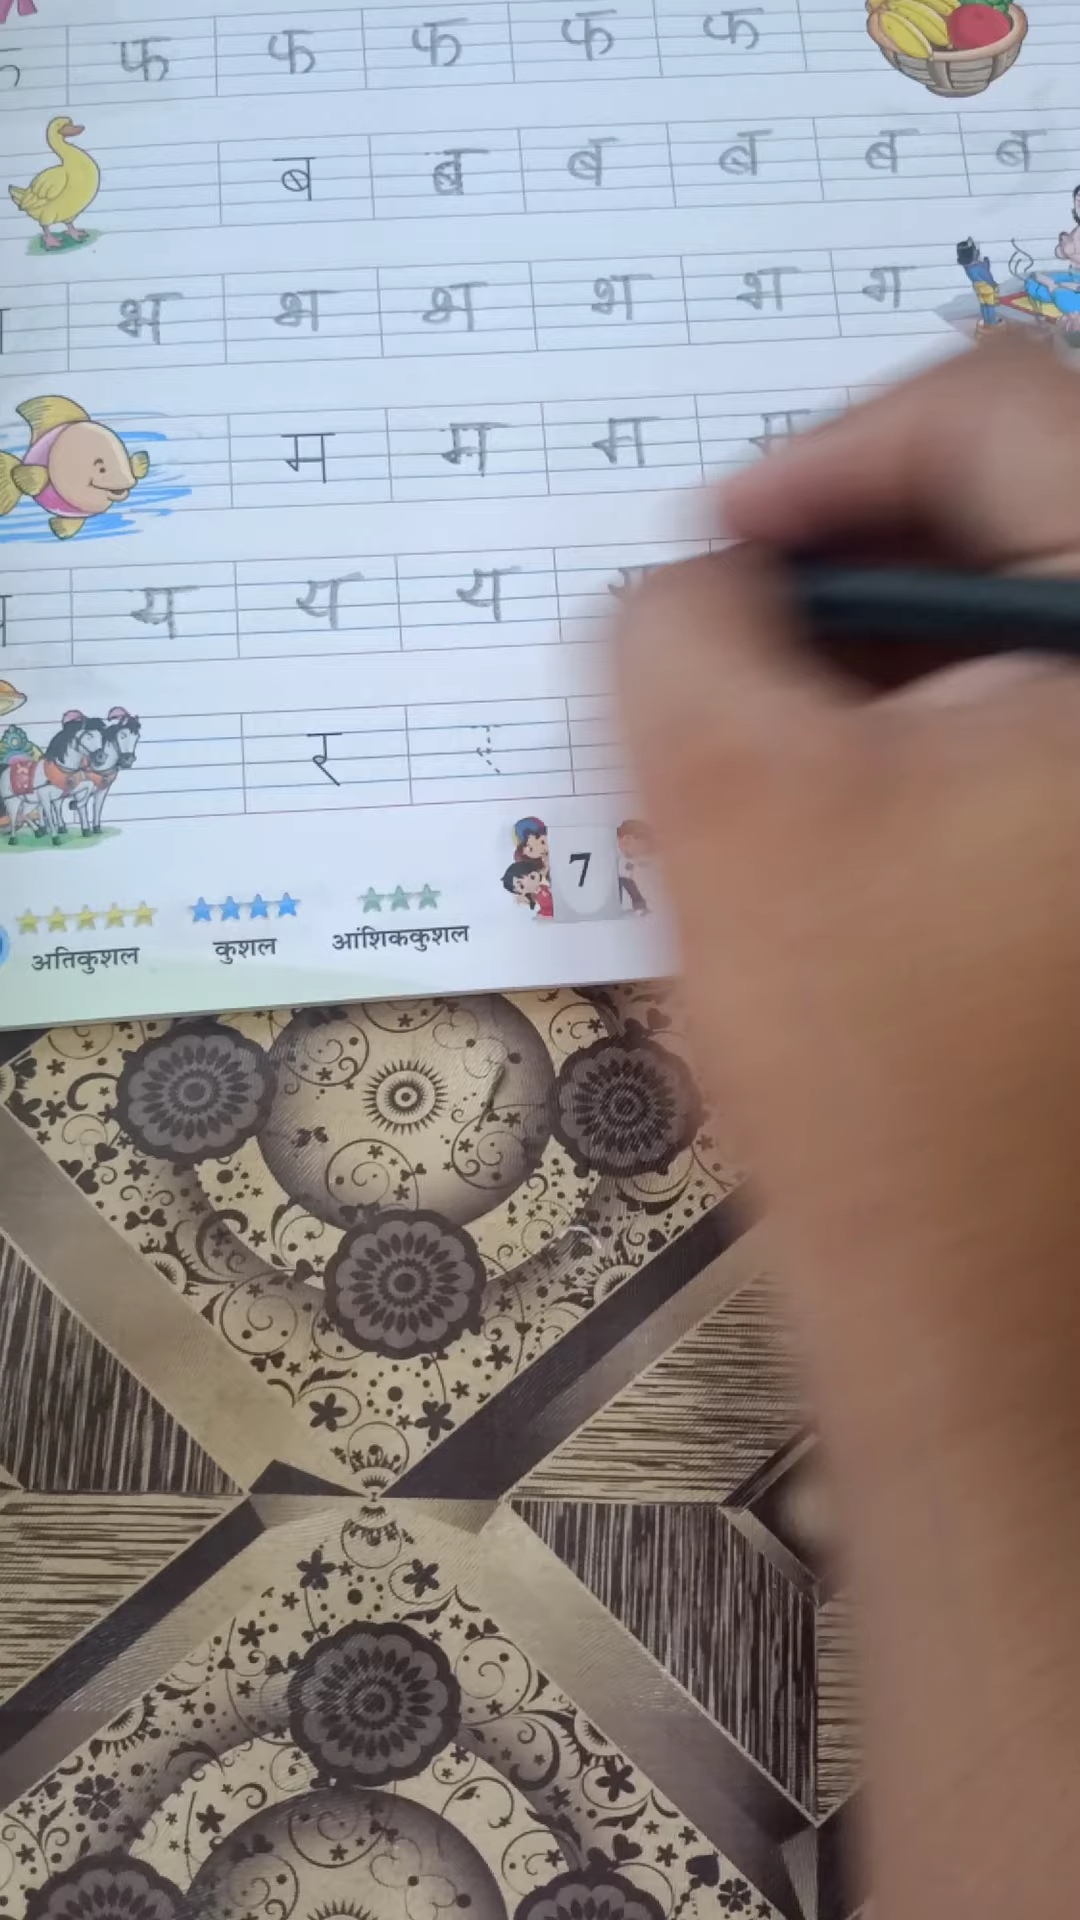 फ फ फ फ फ
ब ब ब ब ब ब
भ भ भ भ भ भ
म म म म
य य य य
र र
7
अतिकुशल कुशल आंशिककुशल